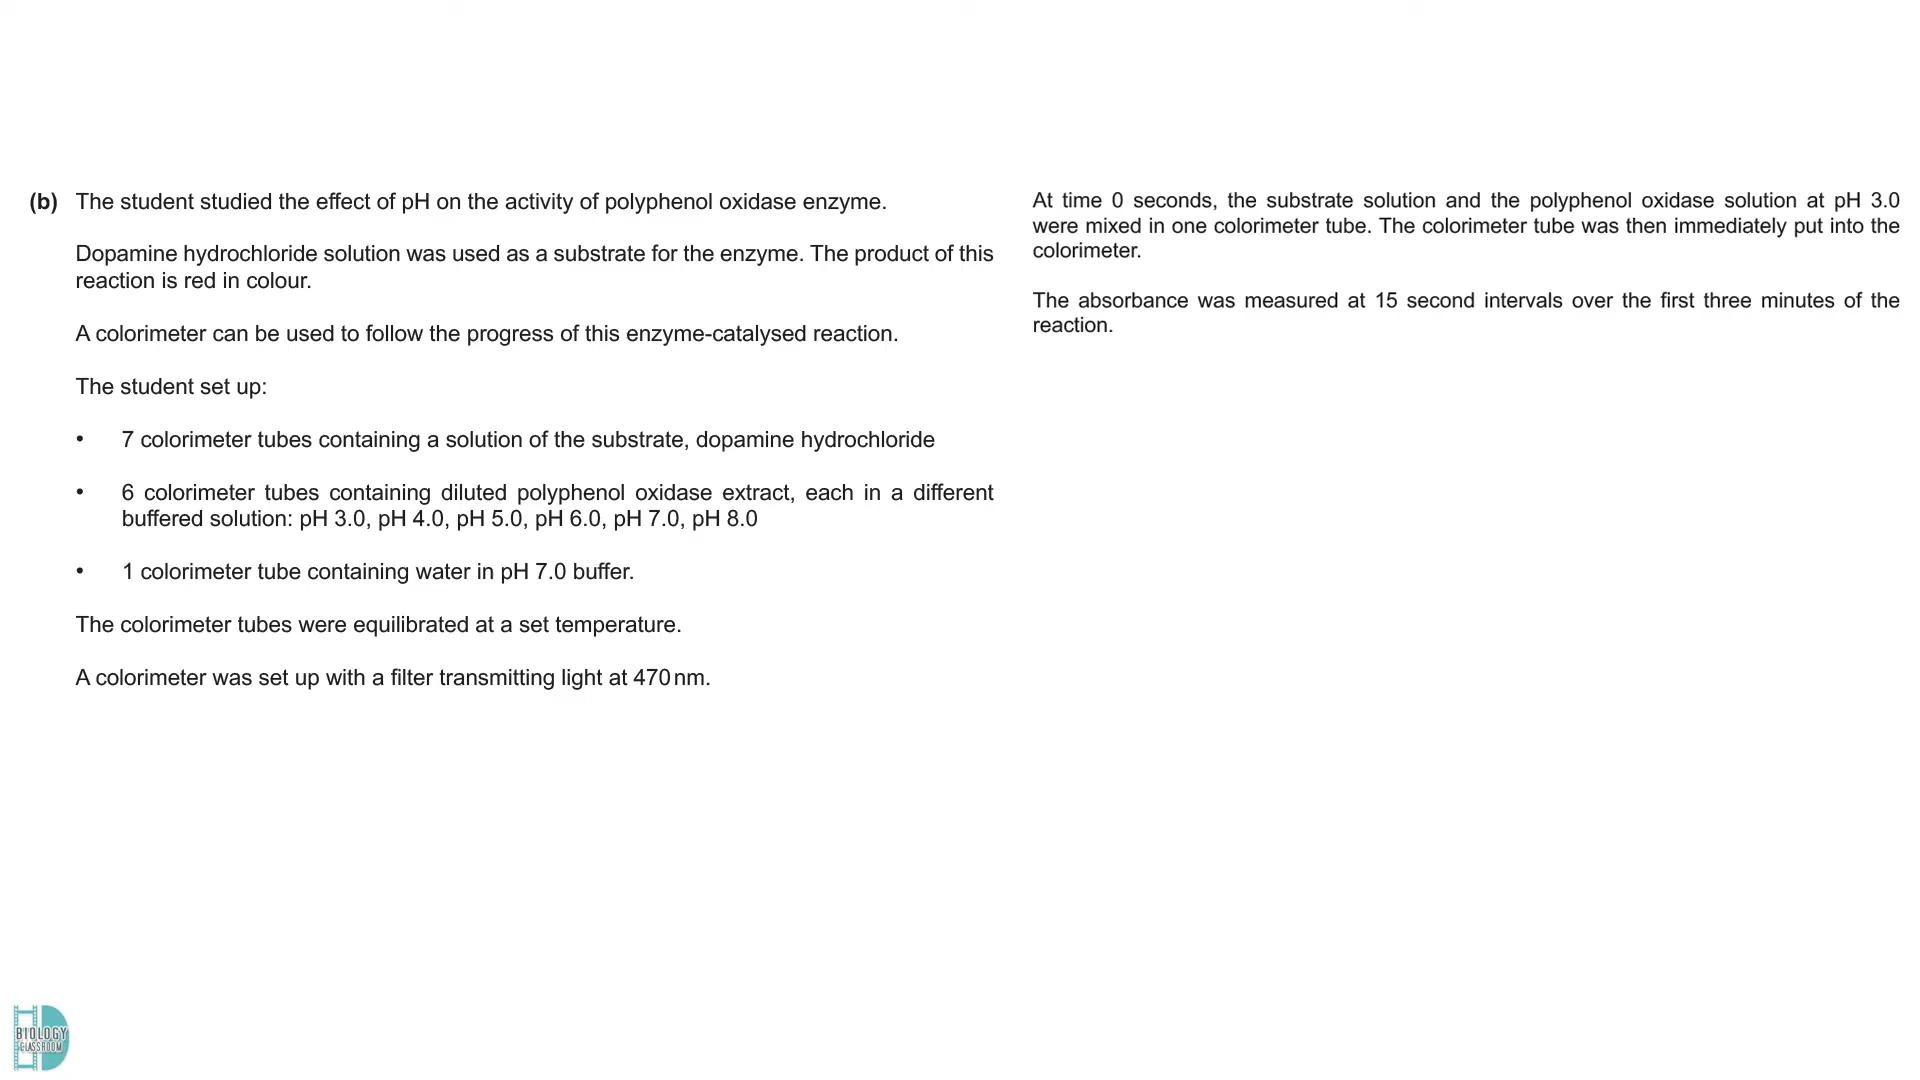 (b) The student studied the effect of pH on the activity of polyphenol oxidase enzyme.
Dopamine hydrochloride solution was used as a substrate for the enzyme. The product of this
reaction is red in colour.
A colorimeter can be used to follow the progress of this enzyme-catalysed reaction.
The student set up:
• 7 colorimeter tubes containing a solution of the substrate, dopamine hydrochloride
• 6 colorimeter tubes containing diluted polyphenol oxidase extract, each in a different
buffered solution: pH 3.0, pH 4.0, pH 5.0, pH 6.0, pH 7.0, pH 8.0
• 1 colorimeter tube containing water in pH 7.0 buffer.
The colorimeter tubes were equilibrated at a set temperature.
A colorimeter was set up with a filter transmitting light at 470 nm.
At time 0 seconds, the substrate solution and the polyphenol oxidase solution at pH 3.0
were mixed in one colorimeter tube. The colorimeter tube was then immediately put into the
colorimeter.
The absorbance was measured at 15 second intervals over the first three minutes of the
reaction.
BIOLOGY
CLASSROOM